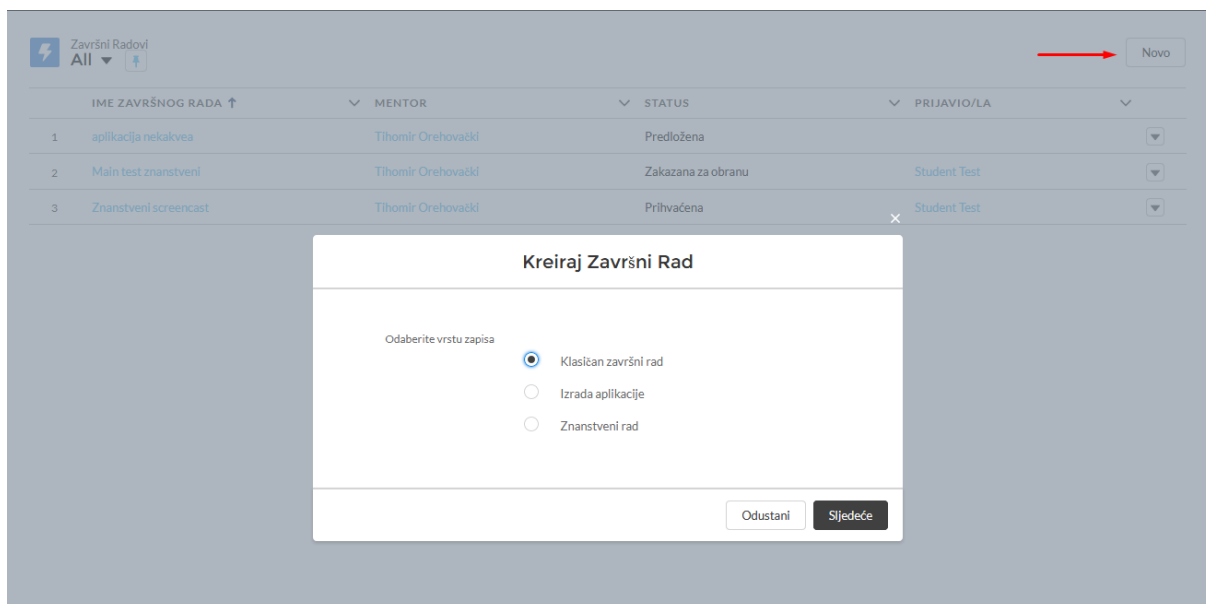 Završni Radovi
All
Novo
IME ZAVRŠNOG RADA MENTOR STATUS PRIJAVIO/LA
1 aplikacija nekakvea Tihomir Orehovački Predložena
2 Main test znanstveni Tihomir Orehovački Zakazana za obranu Student Test
3 Znanstveni screencast Tihomir Orehovački Prihvaćena Student Test
Kreiraj Završni Rad
Odaberite vrstu zapisa
Klasičan završni rad
Izrada aplikacije
Znanstveni rad
Odustani Sljedeće